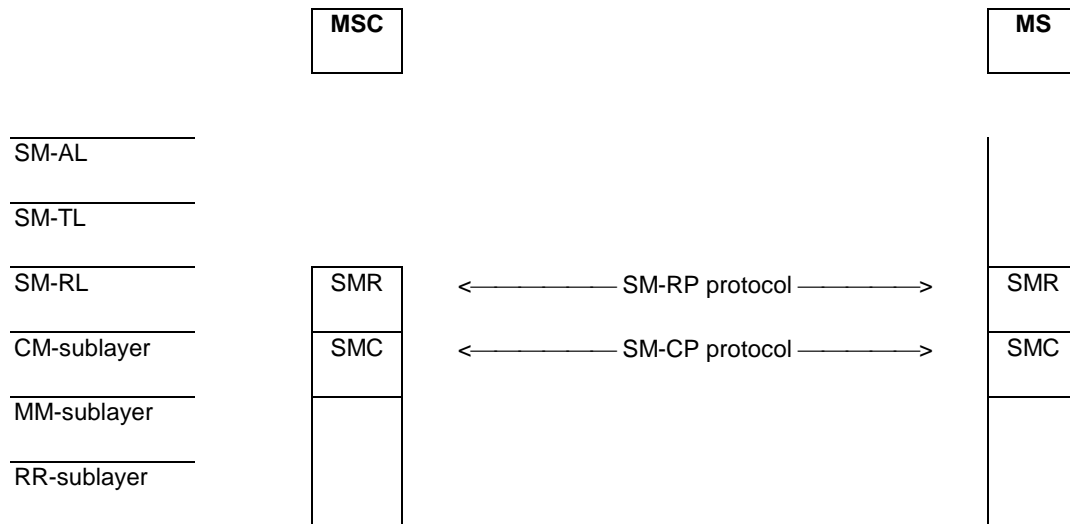 MSC MS
SM-AL
SM-TL
SM-RL SMR <——————— SM-RP protocol ———————> SMR
CM-sublayer SMC <——————— SM-CP protocol ———————> SMC
MM-sublayer
RR-sublayer